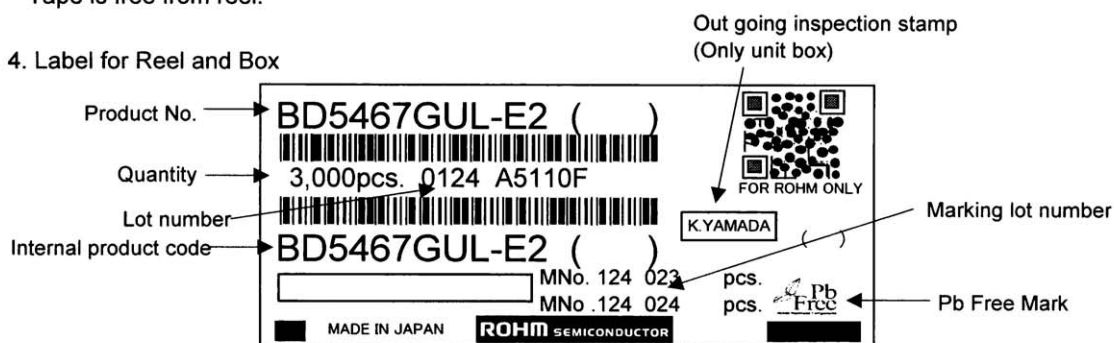 Tape is free from reel.
Out going inspection stamp
(Only unit box)
4. Label for Reel and Box
Product No.
BD5467GUL-E2 (    )
Quantity
3,000pcs. 0124 A5110F
FOR ROHM ONLY
Lot number
K.YAMADA
(    )
Marking lot number
Internal product code
BD5467GUL-E2 (    )
MNo. 124 023 pcs.
MNo .124 024 pcs.
Pb
Free
Pb Free Mark
MADE IN JAPAN
ROHM SEMICONDUCTOR